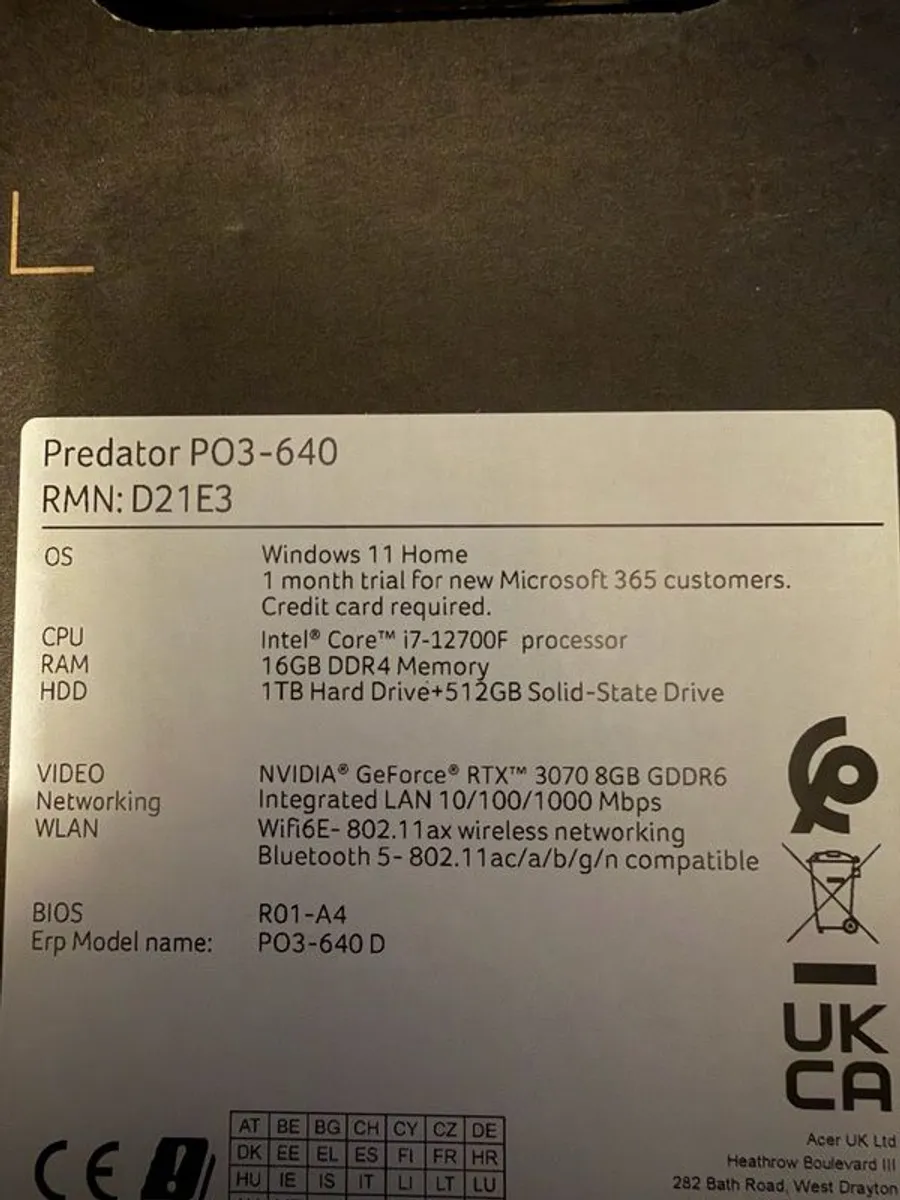 Predator PO3-640
RMN: D21E3
OS Windows 11 Home
1 month trial for new Microsoft 365 customers.
Credit card required.
CPU Intel® Core™ i7-12700F processor
RAM 16GB DDR4 Memory
HDD 1TB Hard Drive+512GB Solid-State Drive
VIDEO NVIDIA® GeForce® RTX™ 3070 8GB GDDR6
Networking Integrated LAN 10/100/1000 Mbps
WLAN Wifi6E- 802.11ax wireless networking
Bluetooth 5- 802.11ac/a/b/g/n compatible
BIOS R01-A4
Erp Model name: PO3-640 D
UK
CA
CE
AT BE BG CH CY CZ DE
DK EE EL ES FI FR HR
HU IE IS IT LI LT LU
Acer UK Ltd
Heathrow Boulevard III
282 Bath Road, West Drayton